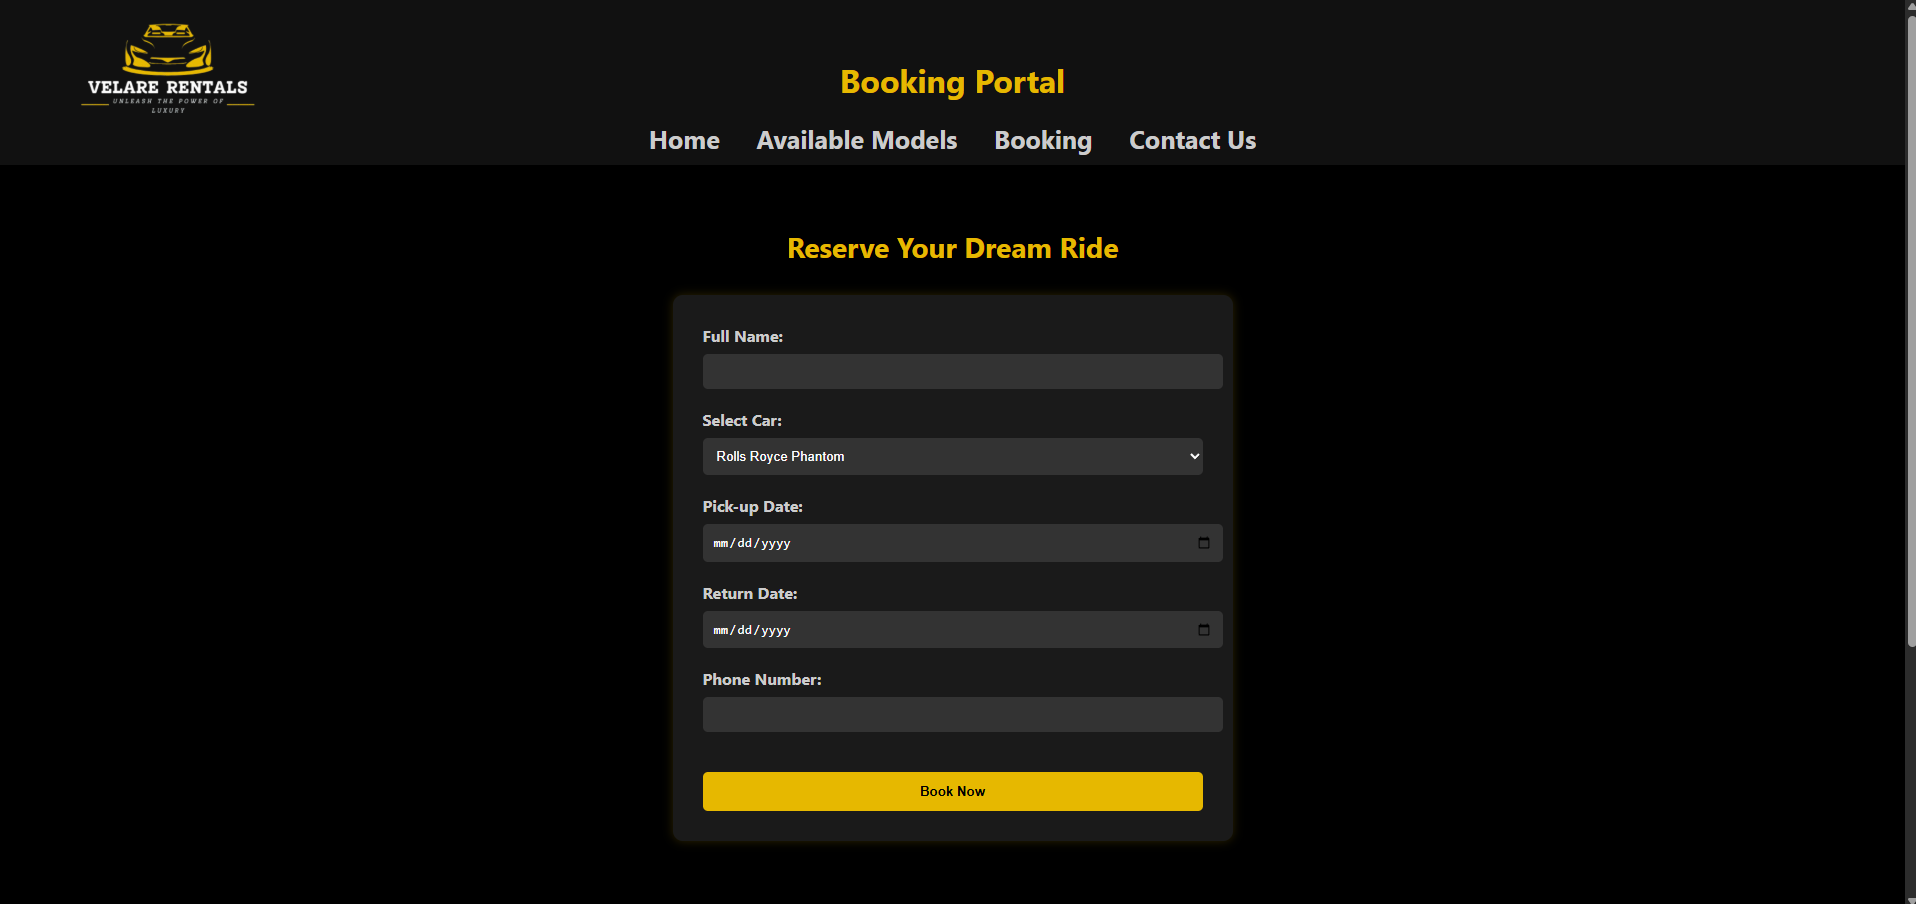 VELARE RENTALS
UNLEASH THE POWER OF
LUXURY
Booking Portal
Home Available Models Booking Contact Us
Reserve Your Dream Ride
Full Name:
Select Car:
Rolls Royce Phantom
Pick-up Date:
mm/dd/yyyy
Return Date:
mm/dd/yyyy
Phone Number:
Book Now